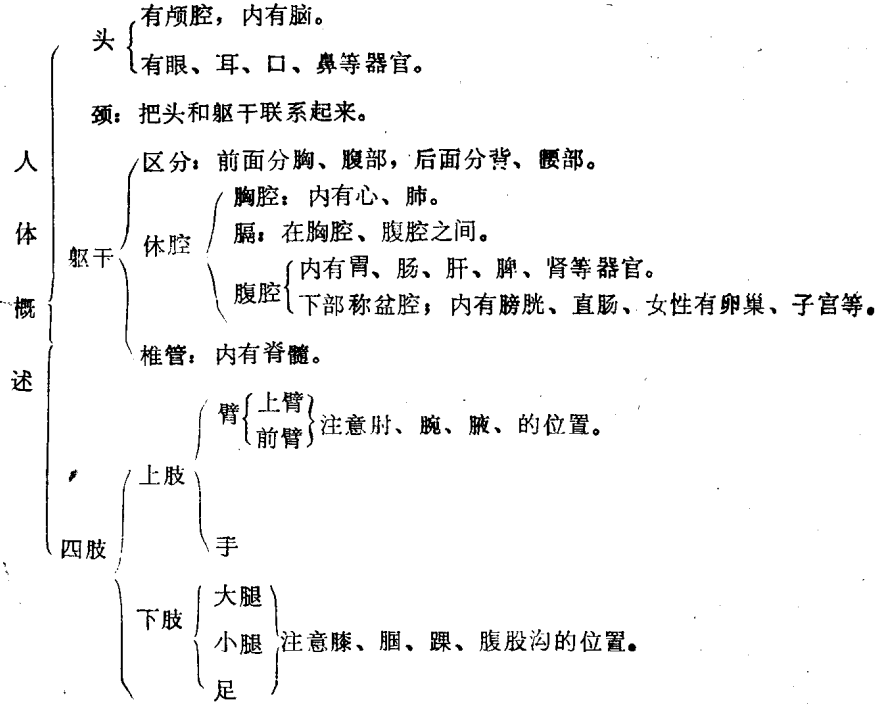 人体概述
头
有颅腔，内有脑。
有眼、耳、口、鼻等器官。
颈：把头和躯干联系起来。
躯干
区分：前面分胸、腹部，后面分背、腰部。
体腔
胸腔：内有心、肺。
膈：在胸腔、腹腔之间。
腹腔
内有胃、肠、肝、脾、肾等器官。
下部称盆腔；内有膀胱、直肠、女性有卵巢、子宫等。
椎管：内有脊髓。
四肢
上肢
臂
上臂
前臂
注意肘、腕、腋、的位置。
手
下肢
大腿
小腿
足
注意膝、腘、踝、腹股沟的位置。